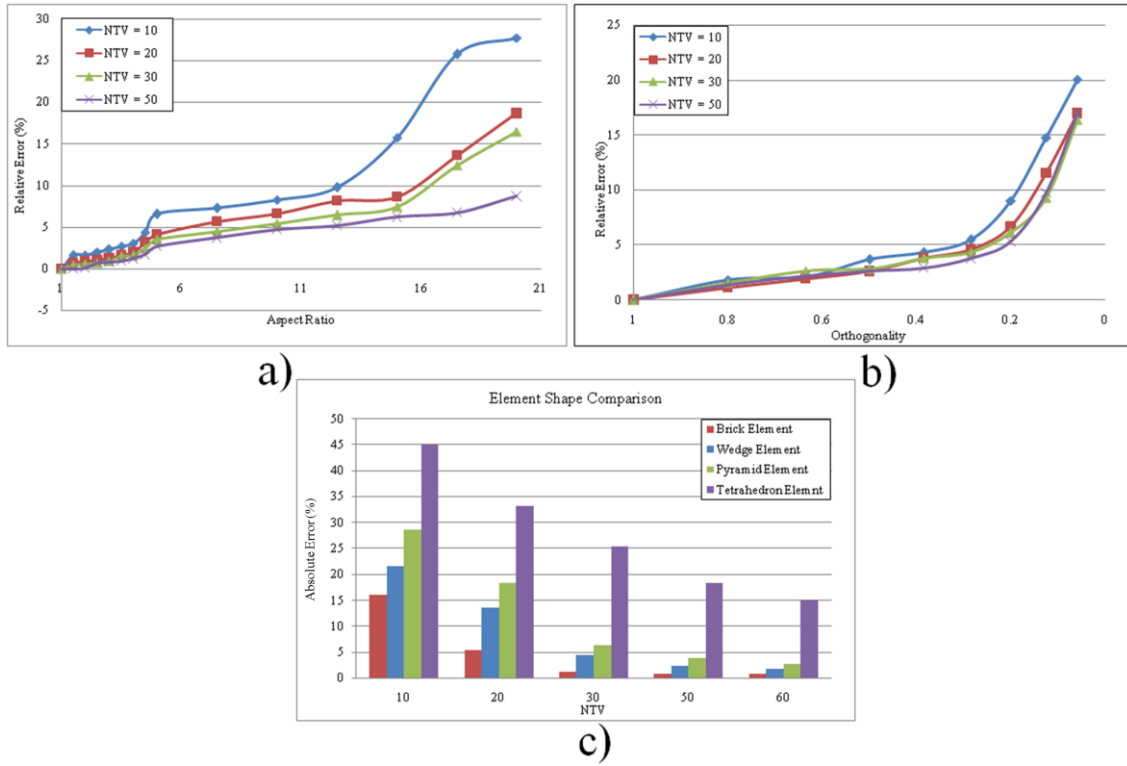 30
25
20
15
10
5
0
-5
Relative Error (%)
NTV = 10
NTV = 20
NTV = 30
NTV = 50
1
6
11
16
21
Aspect Ratio
a)
25
20
15
10
5
0
Relative Error (%)
NTV = 10
NTV = 20
NTV = 30
NTV = 50
1
0.8
0.6
0.4
0.2
0
Orthogonality
b)
Element Shape Comparison
50
45
40
35
30
25
20
15
10
5
0
Absolute Error (%)
Brick Element
Wedge Element
Pyramid Element
Tetrahedron Elemnt
10
20
30
50
60
NTV
c)